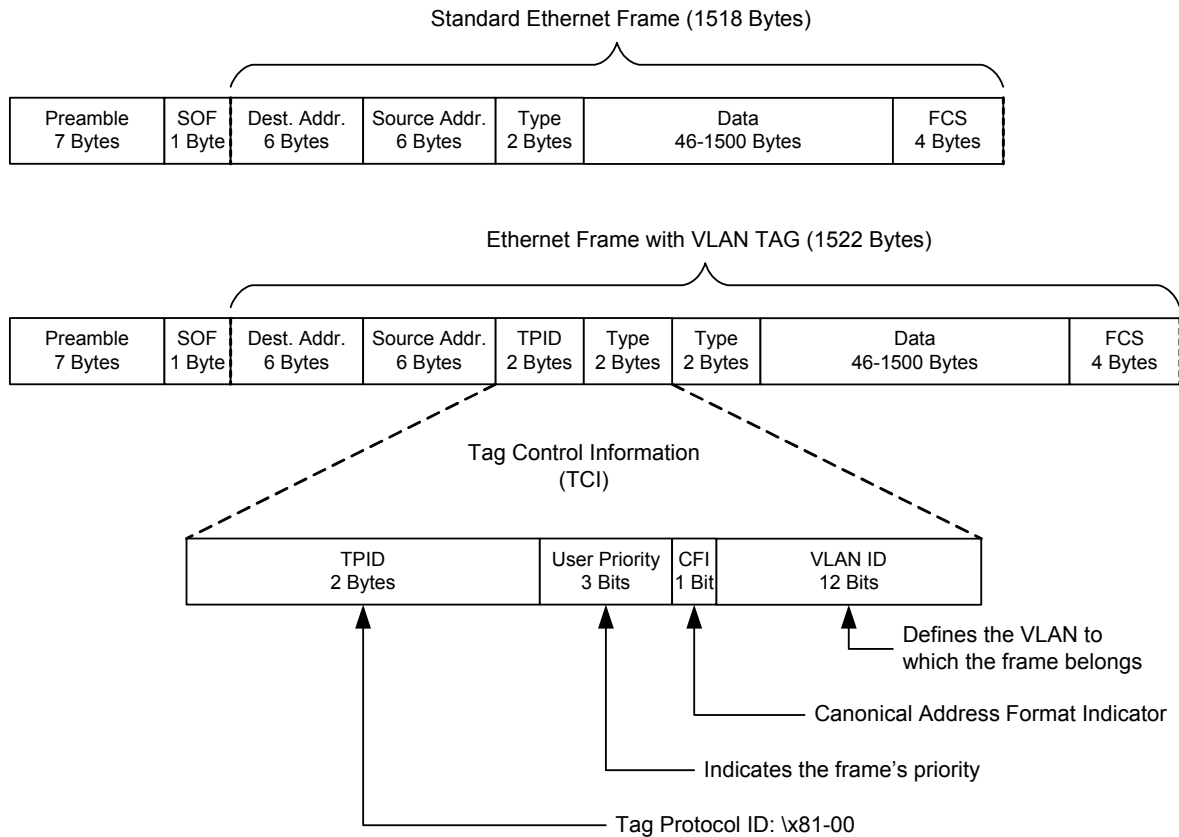 Standard Ethernet Frame (1518 Bytes)
Preamble
7 Bytes
SOF
1 Byte
Dest. Addr.
6 Bytes
Source Addr.
6 Bytes
Type
2 Bytes
Data
46-1500 Bytes
FCS
4 Bytes
Ethernet Frame with VLAN TAG (1522 Bytes)
Preamble
7 Bytes
SOF
1 Byte
Dest. Addr.
6 Bytes
Source Addr.
6 Bytes
TPID
2 Bytes
Type
2 Bytes
Type
2 Bytes
Data
46-1500 Bytes
FCS
4 Bytes
Tag Control Information
(TCI)
TPID
2 Bytes
User Priority
3 Bits
CFI
1 Bit
VLAN ID
12 Bits
Defines the VLAN to
which the frame belongs
Canonical Address Format Indicator
Indicates the frame's priority
Tag Protocol ID: \x81-00